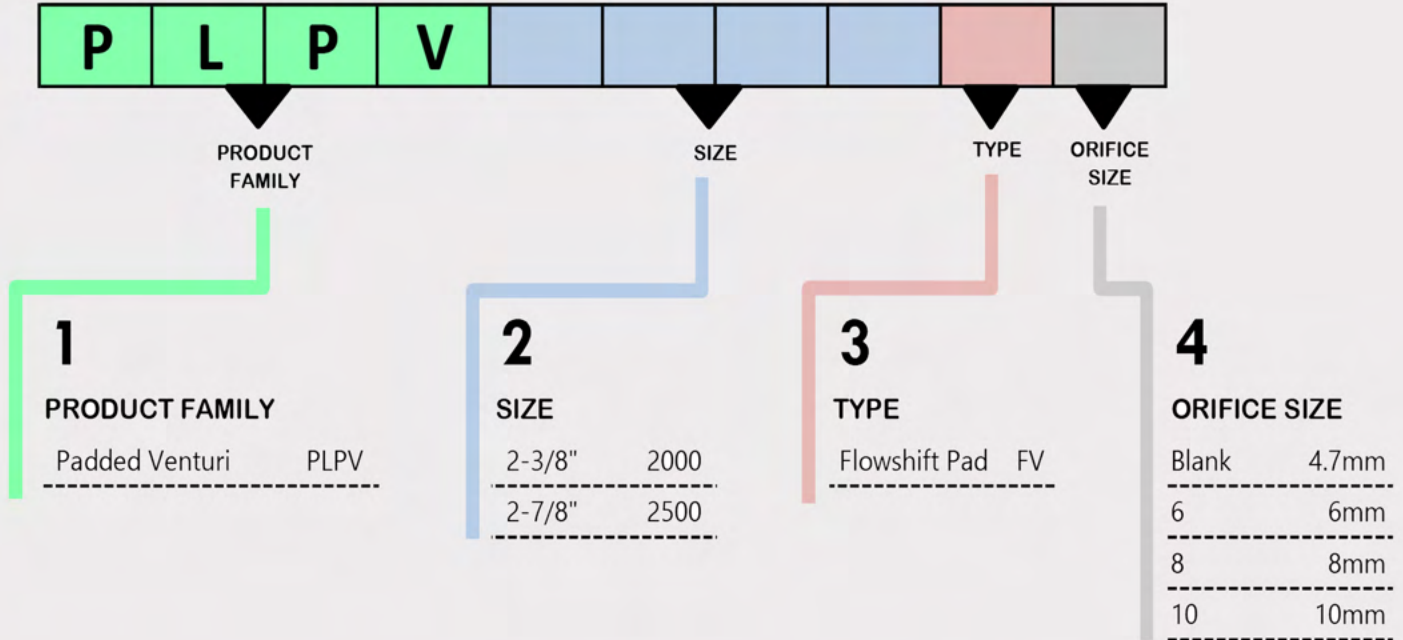 P L P V
PRODUCT
FAMILY
SIZE
TYPE
ORIFICE
SIZE
1
PRODUCT FAMILY
Padded Venturi PLPV
2
SIZE
2-3/8" 2000
2-7/8" 2500
3
TYPE
Flowshift Pad FV
4
ORIFICE SIZE
Blank 4.7mm
6 6mm
8 8mm
10 10mm